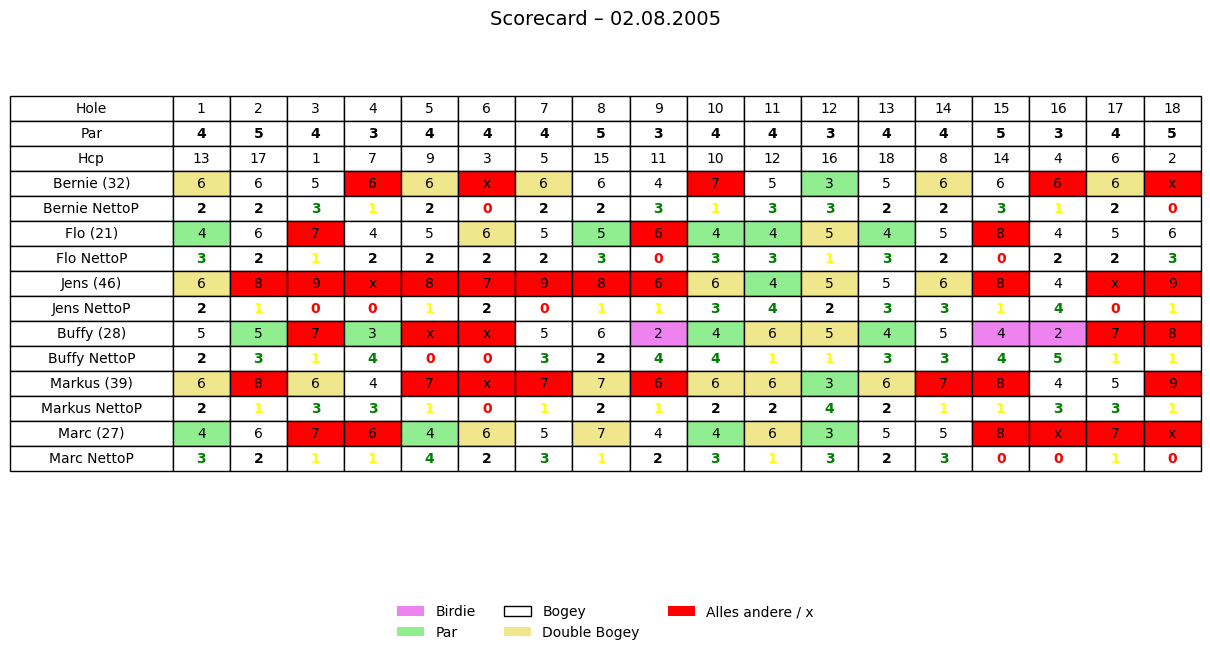 Scorecard – 02.08.2005
Hole 1 2 3 4 5 6 7 8 9 10 11 12 13 14 15 16 17 18
Par 4 5 4 3 4 4 4 5 3 4 4 3 4 4 5 3 4 5
Hcp 13 17 1 7 9 3 5 15 11 10 12 16 18 8 14 4 6 2
Bernie (32) 6 6 5 6 6 x 6 6 4 7 5 3 5 6 6 6 6 x
Bernie NettoP 2 2 3 1 2 0 2 2 3 1 3 3 2 2 3 1 2 0
Flo (21) 4 6 7 4 5 6 5 5 6 4 4 5 4 5 8 4 5 6
Flo NettoP 3 2 1 2 2 2 2 3 0 3 3 1 3 2 0 2 2 3
Jens (46) 6 8 9 x 8 7 9 8 6 6 4 5 5 6 8 4 x 9
Jens NettoP 2 1 0 0 1 2 0 1 1 3 4 2 3 3 1 4 0 1
Buffy (28) 5 5 7 3 x x 5 6 2 4 6 5 4 5 4 2 7 8
Buffy NettoP 2 3 1 4 0 0 3 2 4 4 1 1 3 3 4 5 1 1
Markus (39) 6 8 6 4 7 x 7 7 6 6 6 3 6 7 8 4 5 9
Markus NettoP 2 1 3 3 1 0 1 2 1 2 2 4 2 1 1 3 3 1
Marc (27) 4 6 7 6 4 6 5 7 4 4 6 3 5 5 8 x 7 x
Marc NettoP 3 2 1 1 4 2 3 1 2 3 1 3 2 3 0 0 1 0
Birdie Bogey Alles andere / x
Par Double Bogey